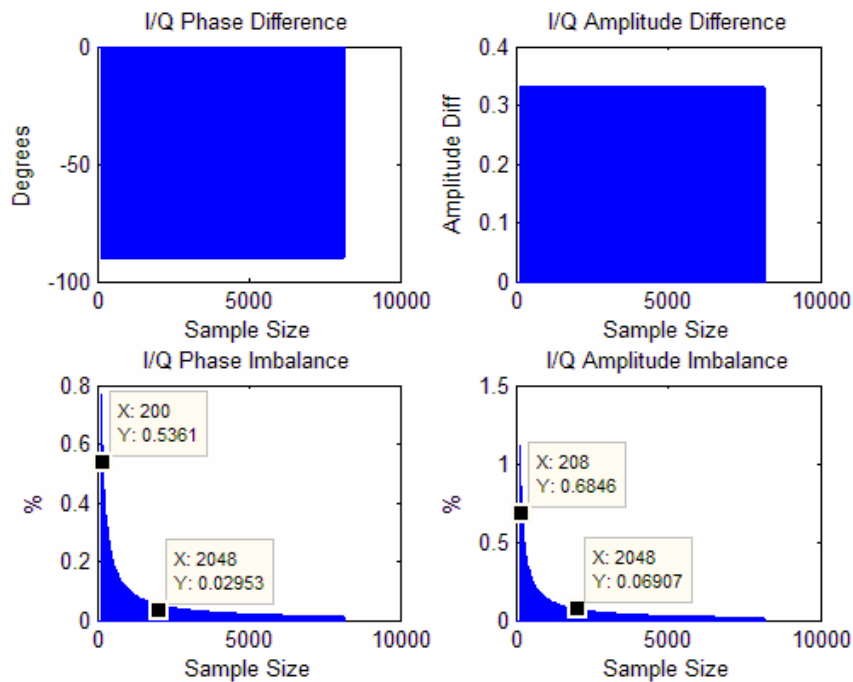 I/Q Phase Difference
0
-50
-100
Degrees
0
5000
10000
Sample Size
I/Q Amplitude Difference
0.4
0.3
0.2
0.1
0
Amplitude Diff
0
5000
10000
Sample Size
I/Q Phase Imbalance
0.8
0.6
0.4
0.2
0
%
X: 200
Y: 0.5361
X: 2048
Y: 0.02953
0
5000
10000
Sample Size
I/Q Amplitude Imbalance
1.5
1
0.5
0
%
X: 208
Y: 0.6846
X: 2048
Y: 0.06907
0
5000
10000
Sample Size